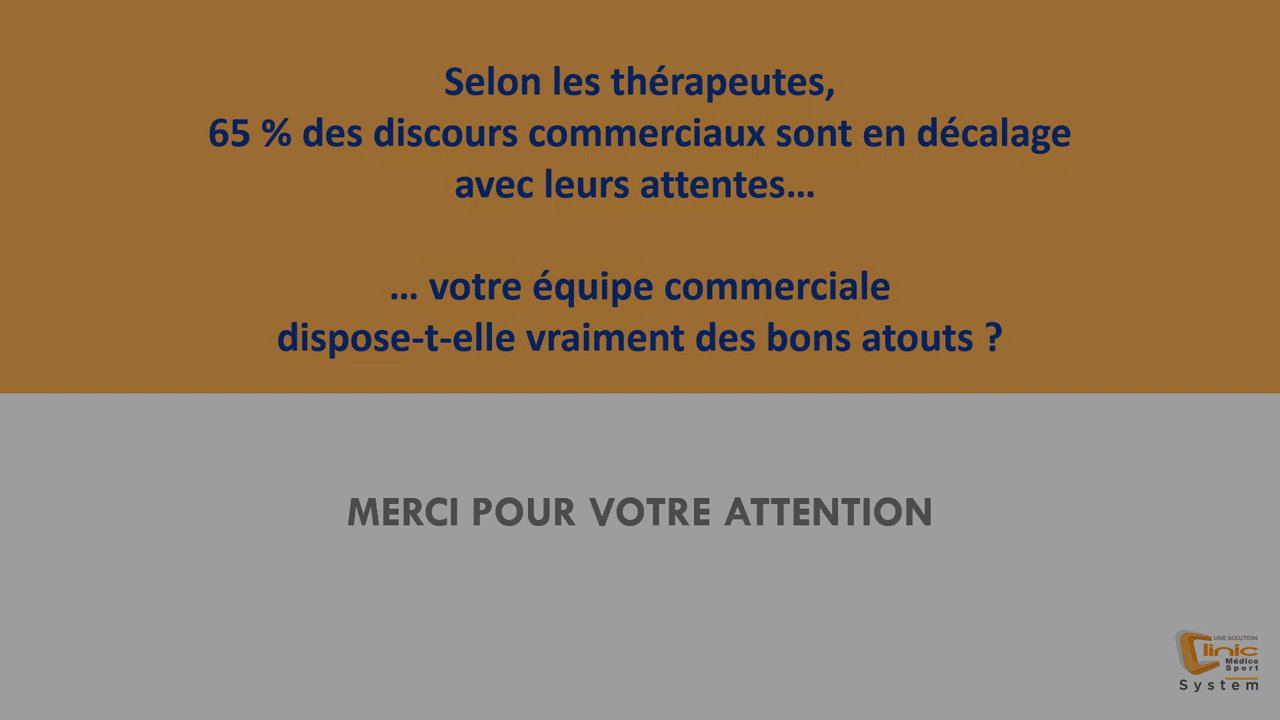 Selon les thérapeutes,
65 % des discours commerciaux sont en décalage
avec leurs attentes...
... votre équipe commerciale
dispose-t-elle vraiment des bons atouts ?
MERCI POUR VOTRE ATTENTION
UNE SOLUTION
Clinic
Médico
Sport
System